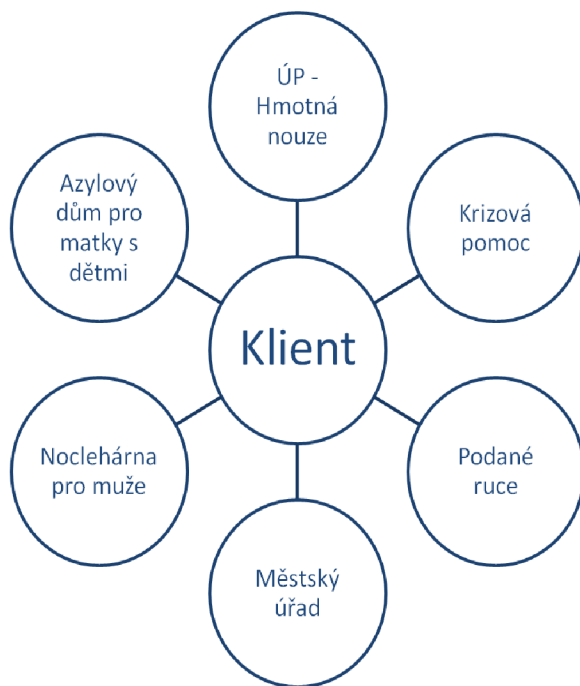 ÚP -
Hmotná
nouze
Azylový
dům pro
matky s
dětmi
Krizová
pomoc
Klient
Noclehárna
pro muže
Podané
ruce
Městský
úřad